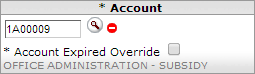 * Account
1A00009
* Account Expired Override
OFFICE ADMINISTRATION - SUBSIDY